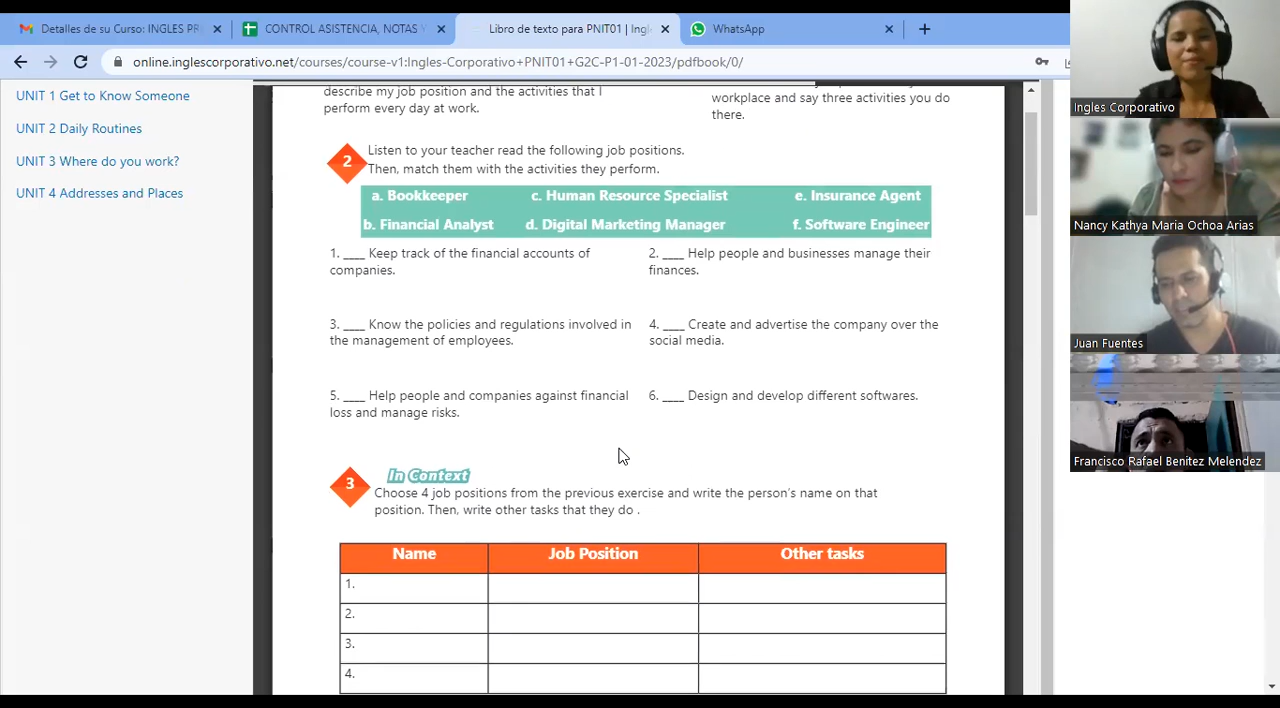 Detalles de su Curso: INGLES PR
CONTROL ASISTENCIA, NOTAS Y
Libro de texto para PNIT01 | Ingl
WhatsApp
online.inglescorporativo.net/courses/course-v1:Ingles-Corporativo+PNIT01+G2C-P1-01-2023/pdfbook/0/
UNIT 1 Get to Know Someone
UNIT 2 Daily Routines
UNIT 3 Where do you work?
UNIT 4 Addresses and Places
describe my job position and the activities that I
perform every day at work.
workplace and say three activities you do
there.
2
Listen to your teacher read the following job positions.
Then, match them with the activities they perform.
a. Bookkeeper c. Human Resource Specialist e. Insurance Agent
b. Financial Analyst d. Digital Marketing Manager f. Software Engineer
1. ____ Keep track of the financial accounts of
companies.
2. ____ Help people and businesses manage their
finances.
3. ____ Know the policies and regulations involved in
the management of employees.
4. ____ Create and advertise the company over the
social media.
5. ____ Help people and companies against financial
loss and manage risks.
6. ____ Design and develop different softwares.
3
In Context
Choose 4 job positions from the previous exercise and write the person's name on that
position. Then, write other tasks that they do .
Name Job Position Other tasks
1.
2.
3.
4.
Ingles Corporativo
Nancy Kathya Maria Ochoa Arias
Juan Fuentes
Francisco Rafael Benitez Melendez